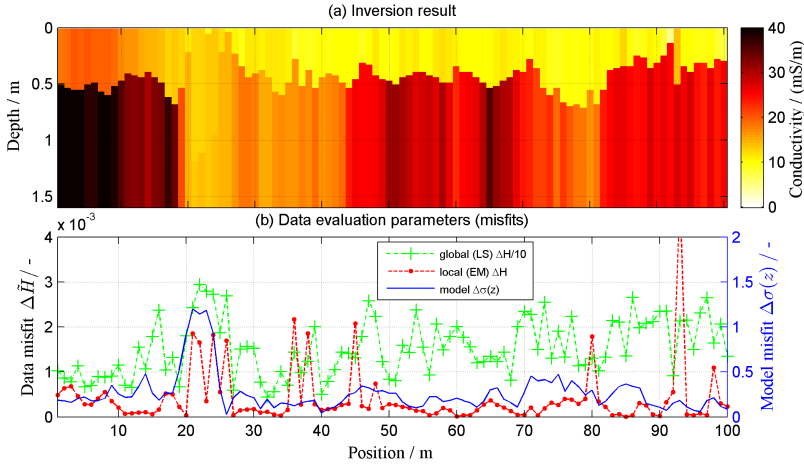 (a) Inversion result
0
0.5
1
1.5
Depth / m
40
30
20
10
0
Conductivity / (mS/m)
x 10⁻³
(b) Data evaluation parameters (misfits)
4
3
2
1
0
Data misfit ΔH̃ / -
global (LS) ΔH/10
local (EM) ΔH
model Δσ(z)
2
1.5
1
0.5
0
Model misfit Δσ(z) / -
10 20 30 40 50 60 70 80 90 100
Position / m